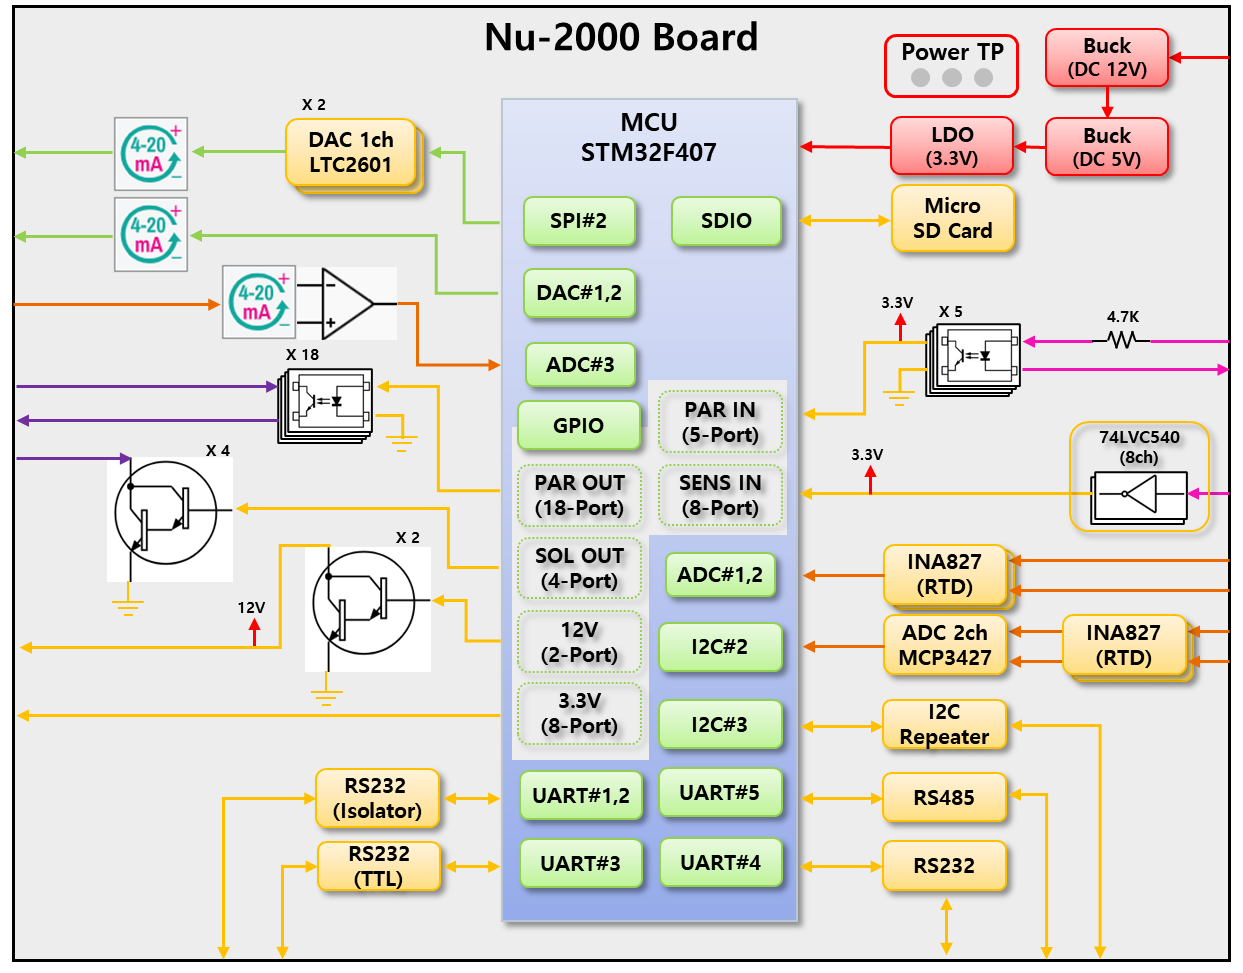 Nu-2000 Board
Power TP
Buck
(DC 12V)
LDO
(3.3V)
Buck
(DC 5V)
Micro
SD Card
X 2
DAC 1ch
LTC2601
4-20
mA
4-20
mA
4-20
mA
MCU
STM32F407
SPI#2
SDIO
DAC#1,2
ADC#3
GPIO
PAR IN
(5-Port)
PAR OUT
(18-Port)
SENS IN
(8-Port)
SOL OUT
(4-Port)
ADC#1,2
12V
(2-Port)
I2C#2
3.3V
(8-Port)
I2C#3
UART#1,2
UART#5
UART#3
UART#4
X 18
X 4
X 2
12V
RS232
(Isolator)
RS232
(TTL)
3.3V
X 5
4.7K
3.3V
74LVC540
(8ch)
INA827
(RTD)
ADC 2ch
MCP3427
INA827
(RTD)
I2C
Repeater
RS485
RS232